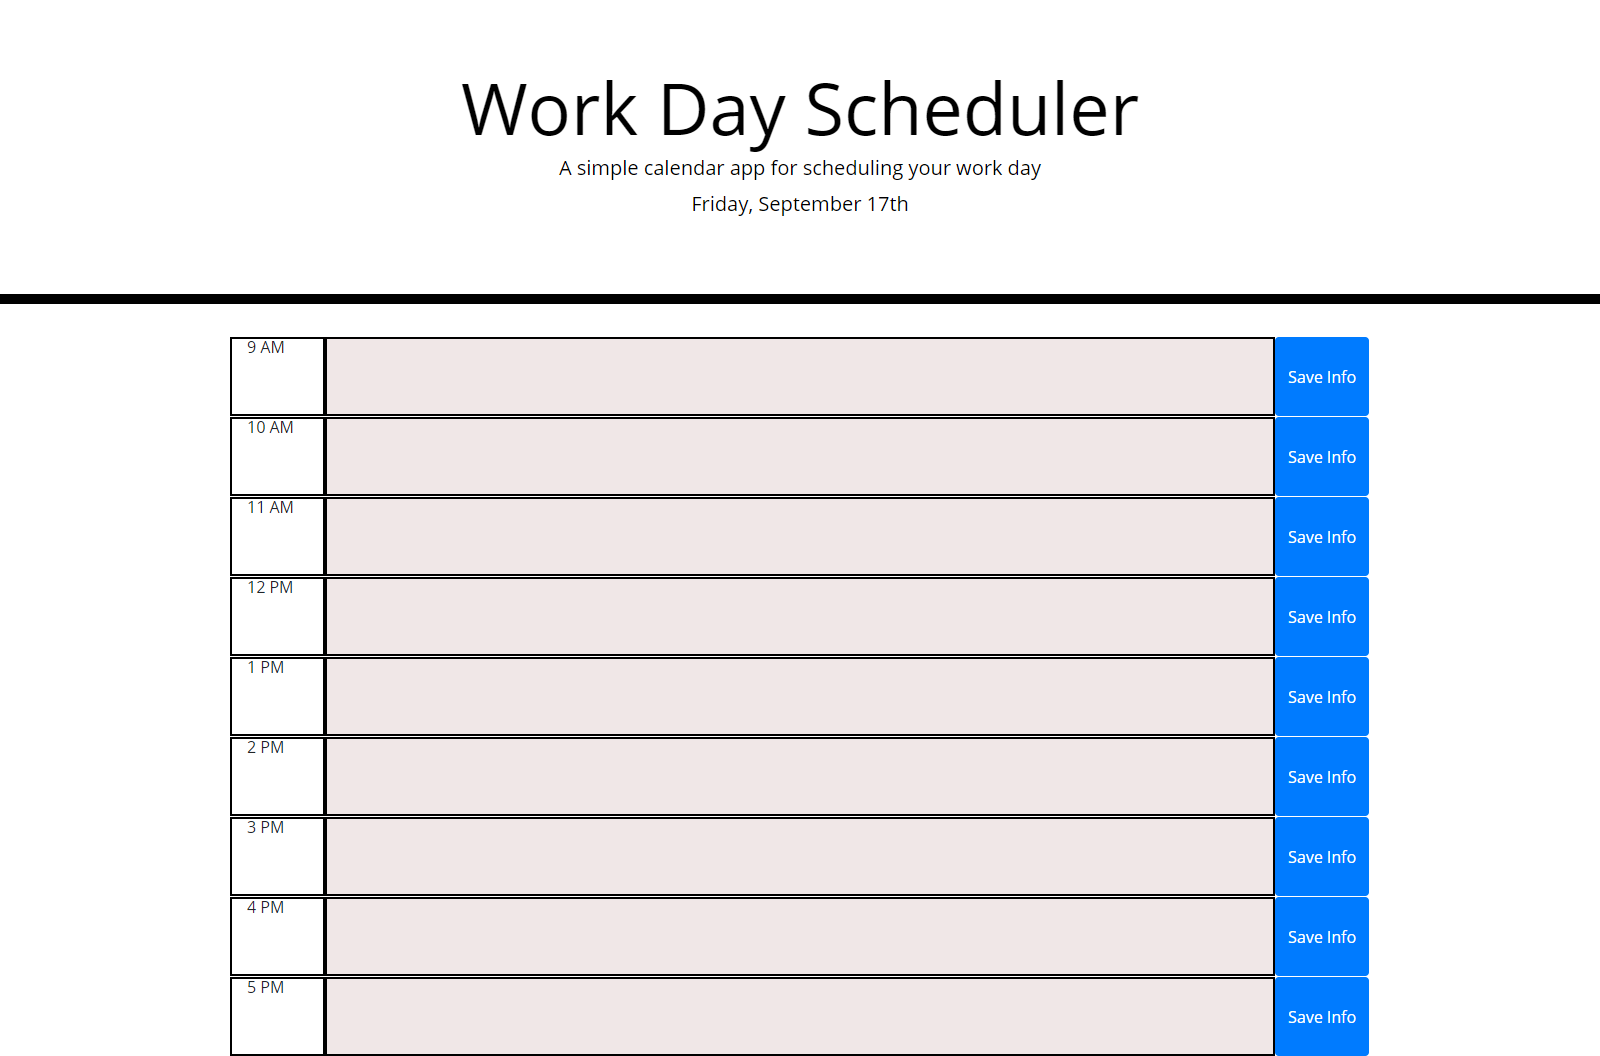 Work Day Scheduler
A simple calendar app for scheduling your work day
Friday, September 17th
9 AM
Save Info
10 AM
Save Info
11 AM
Save Info
12 PM
Save Info
1 PM
Save Info
2 PM
Save Info
3 PM
Save Info
4 PM
Save Info
5 PM
Save Info